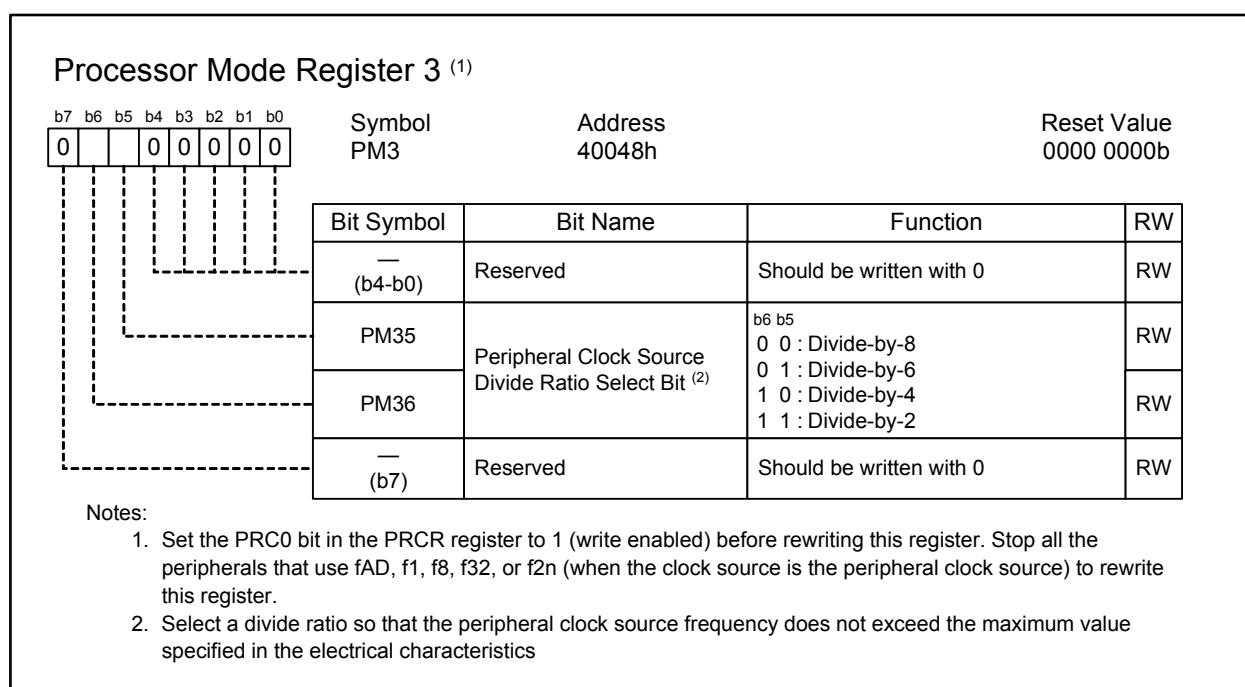 Processor Mode Register 3 (1)
b7 b6 b5 b4 b3 b2 b1 b0
0 0 0 0 0 0
Symbol Address Reset Value
PM3 40048h 0000 0000b
Bit Symbol Bit Name Function RW
— (b4-b0) Reserved Should be written with 0 RW
PM35 Peripheral Clock Source RW
Divide Ratio Select Bit (2)
b6 b5
0 0 : Divide-by-8
0 1 : Divide-by-6
1 0 : Divide-by-4
1 1 : Divide-by-2
PM36 RW
— (b7) Reserved Should be written with 0 RW
Notes:
1. Set the PRC0 bit in the PRCR register to 1 (write enabled) before rewriting this register. Stop all the
peripherals that use fAD, f1, f8, f32, or f2n (when the clock source is the peripheral clock source) to rewrite
this register.
2. Select a divide ratio so that the peripheral clock source frequency does not exceed the maximum value
specified in the electrical characteristics